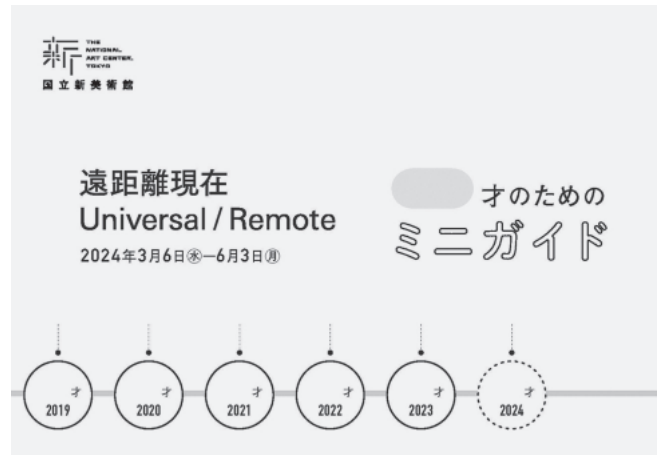 新
THE
NATIONAL
ART CENTER,
TOKYO
国立新美術館
遠距離現在
Universal / Remote
2024年3月6日㊌—6月3日㊊
才のための
ミニガイド
才
2019
才
2020
才
2021
才
2022
才
2023
才
2024